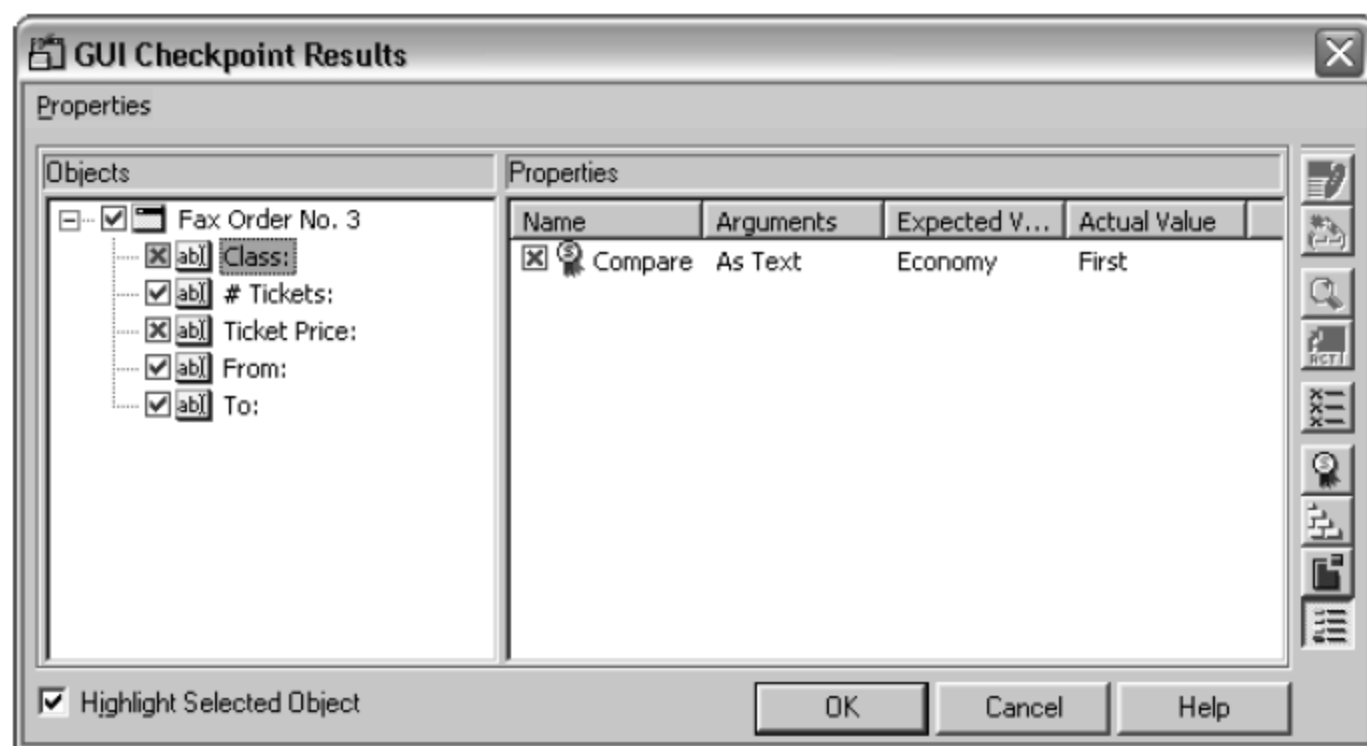 GUI Checkpoint Results
Properties
Objects
Properties
Fax Order No. 3
Class:
# Tickets:
Ticket Price:
From:
To:
Name Arguments Expected V... Actual Value
Compare As Text Economy First
Highlight Selected Object
OK Cancel Help